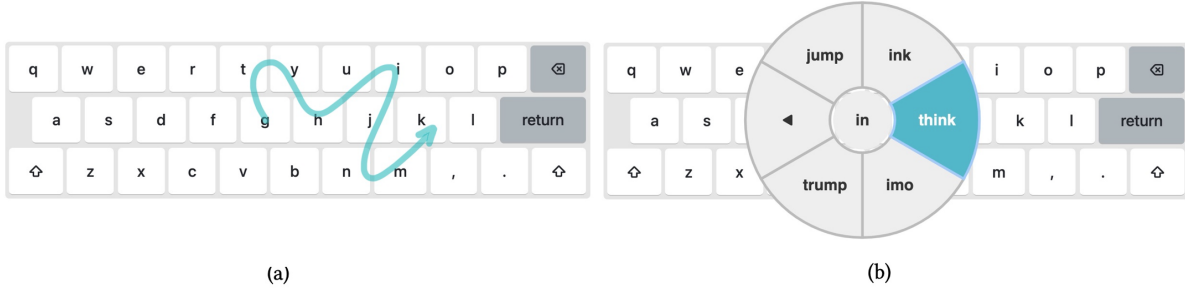 q w e r t y u i o p
a s d f g h j k l return
z x c v b n m , .
(a)
jump ink
q w e i o p
a s ◀ in think k l return
z x trump imo m , .
(b)